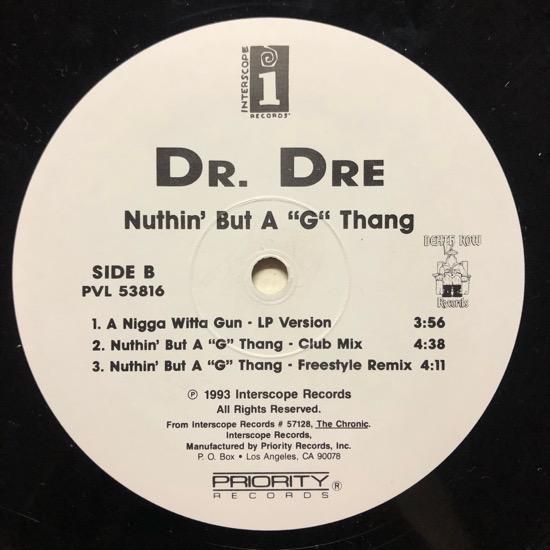 INTERSCOPE
i
RECORDS
DR. DRE
Nuthin' But A “G“ Thang
DEATH ROW
Records
SIDE B
PVL 53816
1. A Nigga Witta Gun - LP Version 3:56
2. Nuthin' But A “G” Thang - Club Mix 4:38
3. Nuthin' But A “G” Thang - Freestyle Remix 4:11
℗ 1993 Interscope Records
All Rights Reserved.
From Interscope Records # 57128, The Chronic.
Interscope Records,
Manufactured by Priority Records, Inc.
P. O. Box • Los Angeles, CA 90078
PRIORITY
RECORDS ®